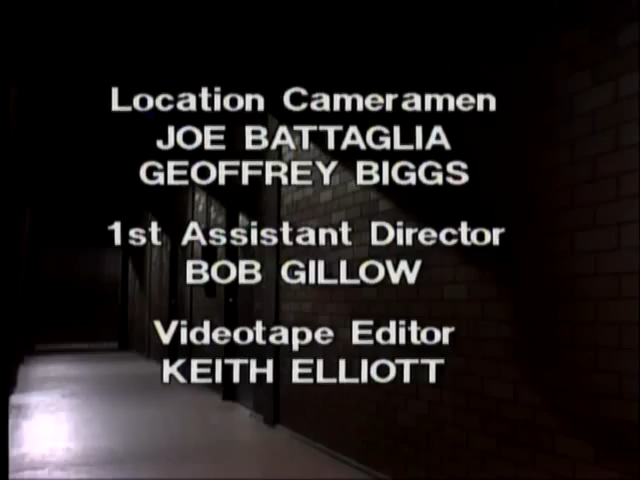 Location Cameramen
JOE BATTAGLIA
GEOFFREY BIGGS
1st Assistant Director
BOB GILLOW
Videotape Editor
KEITH ELLIOTT